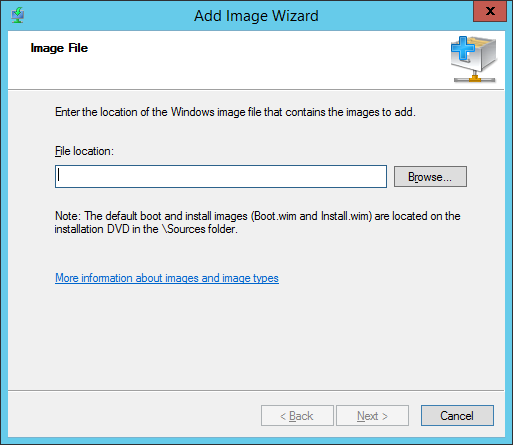 Add Image Wizard
x
Image File
Enter the location of the Windows image file that contains the images to add.
File location:
Browse...
Note: The default boot and install images (Boot.wim and Install.wim) are located on the
installation DVD in the \Sources folder.
More information about images and image types
< Back
Next >
Cancel